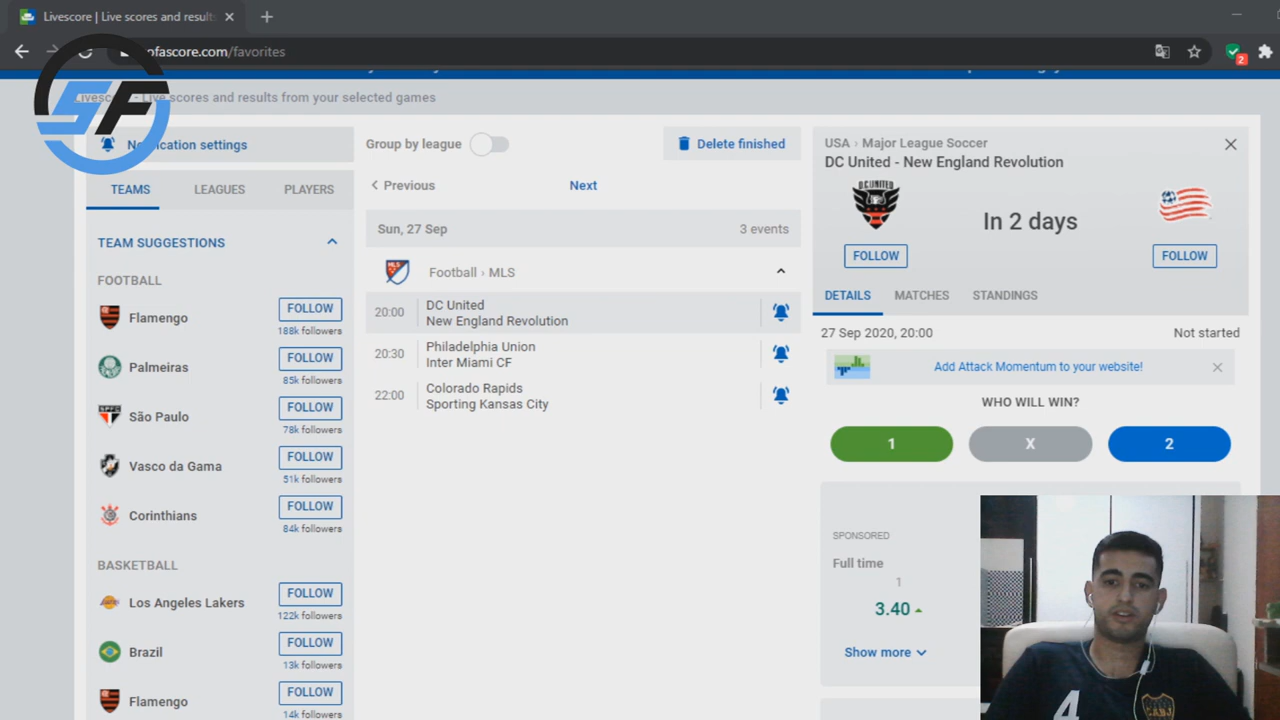 Livescore | Live scores and result
ofascore.com/favorites
2
SF
Livescore - Live scores and results from your selected games
Notification settings
TEAMS
LEAGUES
PLAYERS
TEAM SUGGESTIONS
FOOTBALL
Flamengo
FOLLOW
188k followers
Palmeiras
FOLLOW
85k followers
São Paulo
FOLLOW
78k followers
Vasco da Gama
FOLLOW
51k followers
Corinthians
FOLLOW
84k followers
BASKETBALL
Los Angeles Lakers
FOLLOW
122k followers
Brazil
FOLLOW
13k followers
Flamengo
FOLLOW
14k followers
Group by league
Delete finished
Previous
Next
Sun, 27 Sep
3 events
Football › MLS
20:00
DC United
New England Revolution
20:30
Philadelphia Union
Inter Miami CF
22:00
Colorado Rapids
Sporting Kansas City
USA › Major League Soccer
DC United - New England Revolution
DC UNITED
In 2 days
FOLLOW
FOLLOW
DETAILS
MATCHES
STANDINGS
27 Sep 2020, 20:00
Not started
Add Attack Momentum to your website!
WHO WILL WIN?
1
X
2
SPONSORED
Full time
1
3.40
Show more
4